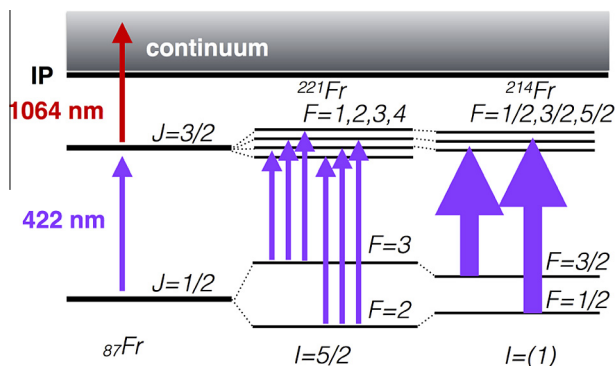 continuum
IP
1064 nm
221Fr
214Fr
J=3/2
F=1,2,3,4
F=1/2,3/2,5/2
422 nm
F=3
F=3/2
J=1/2
F=1/2
F=2
87Fr
I=5/2
I=(1)